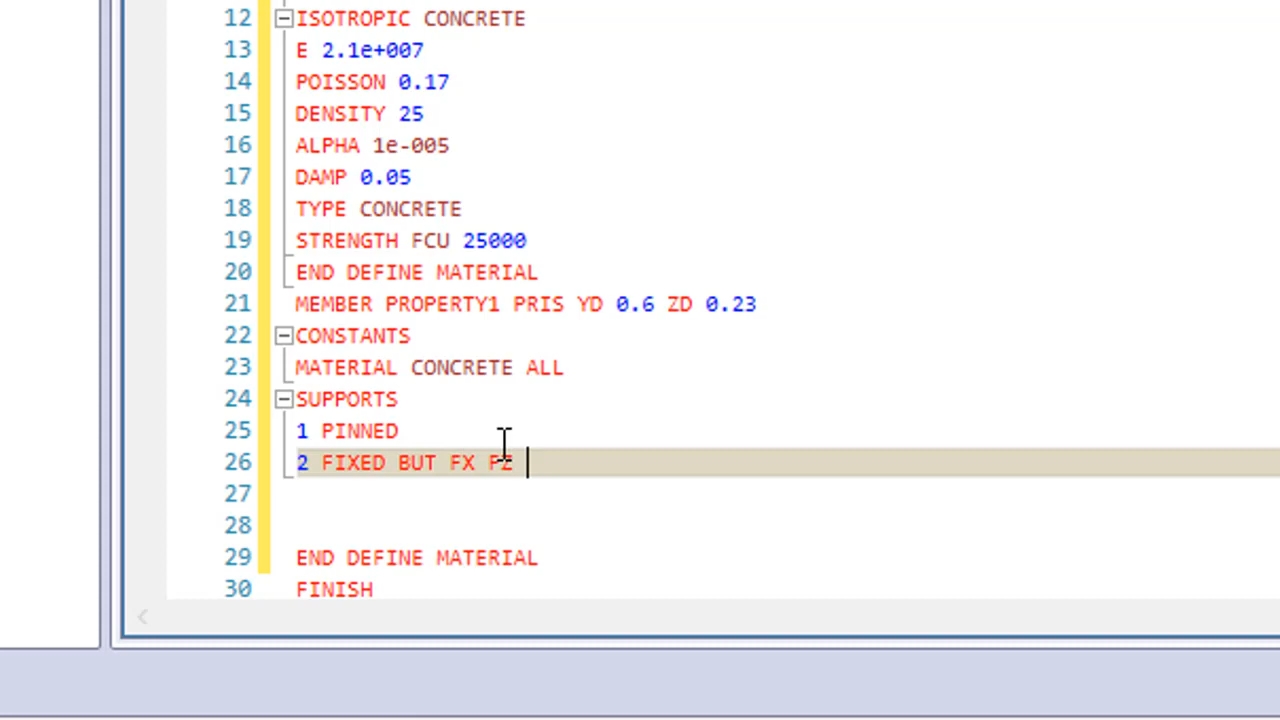 12 ISOTROPIC CONCRETE
13 E 2.1e+007
14 POISSON 0.17
15 DENSITY 25
16 ALPHA 1e-005
17 DAMP 0.05
18 TYPE CONCRETE
19 STRENGTH FCU 25000
20 END DEFINE MATERIAL
21 MEMBER PROPERTY1 PRIS YD 0.6 ZD 0.23
22 CONSTANTS
23 MATERIAL CONCRETE ALL
24 SUPPORTS
25 1 PINNED
26 2 FIXED BUT FX FZ
27
28
29 END DEFINE MATERIAL
30 FINISH